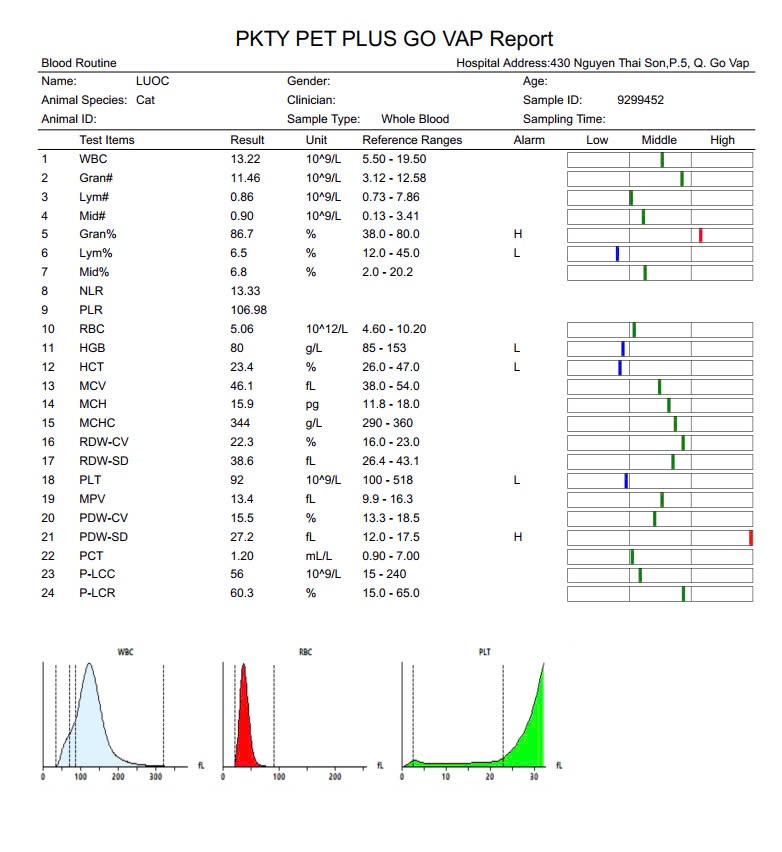 PKTY PET PLUS GO VAP Report
Blood Routine Hospital Address:430 Nguyen Thai Son,P.5, Q. Go Vap
Name: LUOC Gender: Age:
Animal Species: Cat Clinician: Sample ID: 9299452
Animal ID: Sample Type: Whole Blood Sampling Time:
Test Items Result Unit Reference Ranges Alarm Low Middle High
1 WBC 13.22 10^9/L 5.50 - 19.50
2 Gran# 11.46 10^9/L 3.12 - 12.58
3 Lym# 0.86 10^9/L 0.73 - 7.86
4 Mid# 0.90 10^9/L 0.13 - 3.41
5 Gran% 86.7 % 38.0 - 80.0 H
6 Lym% 6.5 % 12.0 - 45.0 L
7 Mid% 6.8 % 2.0 - 20.2
8 NLR 13.33
9 PLR 106.98
10 RBC 5.06 10^12/L 4.60 - 10.20
11 HGB 80 g/L 85 - 153 L
12 HCT 23.4 % 26.0 - 47.0 L
13 MCV 46.1 fL 38.0 - 54.0
14 MCH 15.9 pg 11.8 - 18.0
15 MCHC 344 g/L 290 - 360
16 RDW-CV 22.3 % 16.0 - 23.0
17 RDW-SD 38.6 fL 26.4 - 43.1
18 PLT 92 10^9/L 100 - 518 L
19 MPV 13.4 fL 9.9 - 16.3
20 PDW-CV 15.5 % 13.3 - 18.5
21 PDW-SD 27.2 fL 12.0 - 17.5 H
22 PCT 1.20 mL/L 0.90 - 7.00
23 P-LCC 56 10^9/L 15 - 240
24 P-LCR 60.3 % 15.0 - 65.0
WBC RBC PLT
0 100 200 300 fL 0 100 200 fL 0 10 20 30 fL